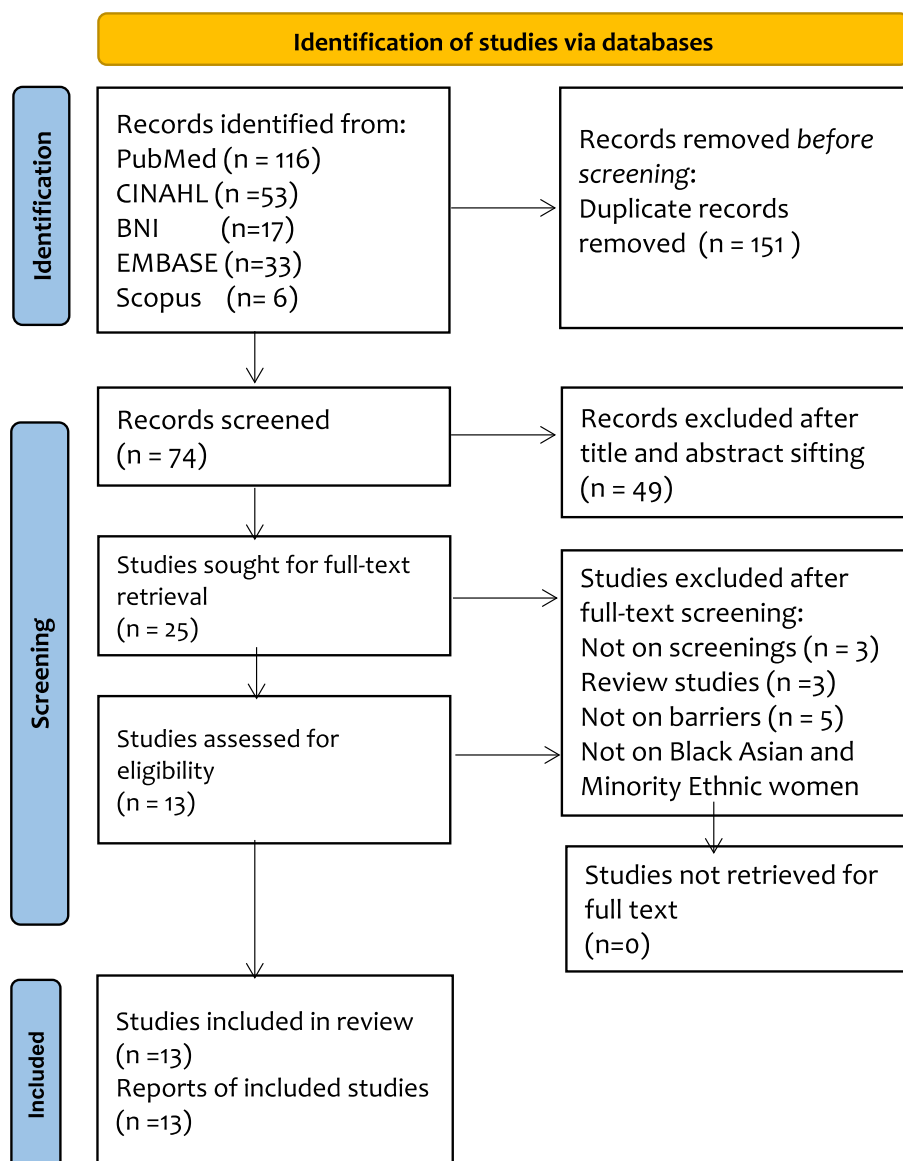 Identification of studies via databases
Identification
Records identified from:
PubMed (n = 116)
CINAHL (n =53)
BNI (n=17)
EMBASE (n=33)
Scopus (n= 6)
Records removed before
screening:
Duplicate records
removed (n = 151 )
Screening
Records screened
(n = 74)
Records excluded after
title and abstract sifting
(n = 49)
Studies sought for full-text
retrieval
(n = 25)
Studies excluded after
full-text screening:
Not on screenings (n = 3)
Review studies (n =3)
Not on barriers (n = 5)
Not on Black Asian and
Minority Ethnic women
Studies assessed for
eligibility
(n = 13)
Studies not retrieved for
full text
(n=0)
Included
Studies included in review
(n =13)
Reports of included studies
(n =13)